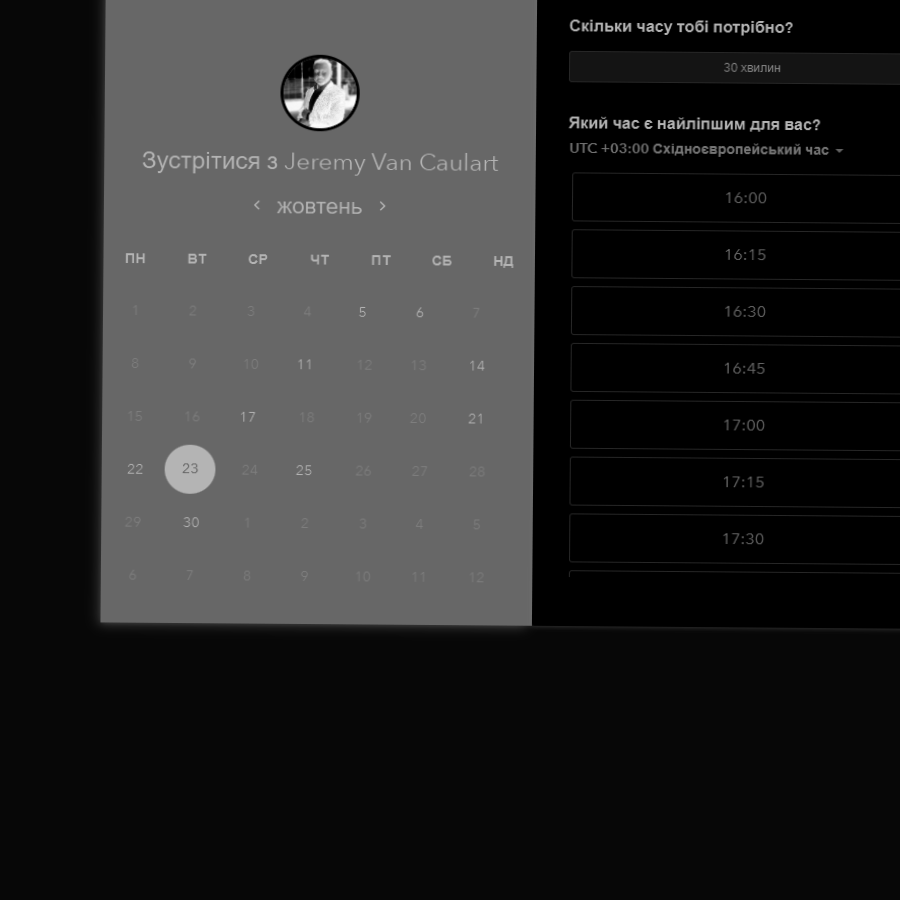 Зустрітися з Jeremy Van Caulart
жовтень
ПН ВТ СР ЧТ ПТ СБ НД
1 2 3 4 5 6 7
8 9 10 11 12 13 14
15 16 17 18 19 20 21
22 23 24 25 26 27 28
29 30 1 2 3 4 5
6 7 8 9 10 11 12
Скільки часу тобі потрібно?
30 хвилин
Який час є найліпшим для вас?
UTC +03:00 Східноєвропейський час
16:00
16:15
16:30
16:45
17:00
17:15
17:30